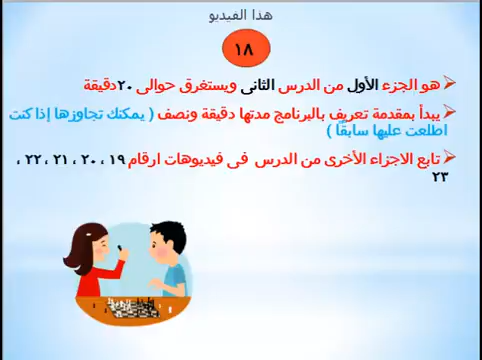 هذا الفيديو
١٨
هو الجزء الأول من الدرس الثانى ويستغرق حوالى ٢٠دقيقة
يبدأ بمقدمة تعريف بالبرنامج مدتها دقيقة ونصف ( يمكنك تجاوزها إذا كنت
اطلعت عليها سابقًا )
تابع الاجزاء الأخرى من الدرس فى فيديوهات ارقام ١٩ ، ٢٠ ، ٢١ ، ٢٢ ،
٢٣